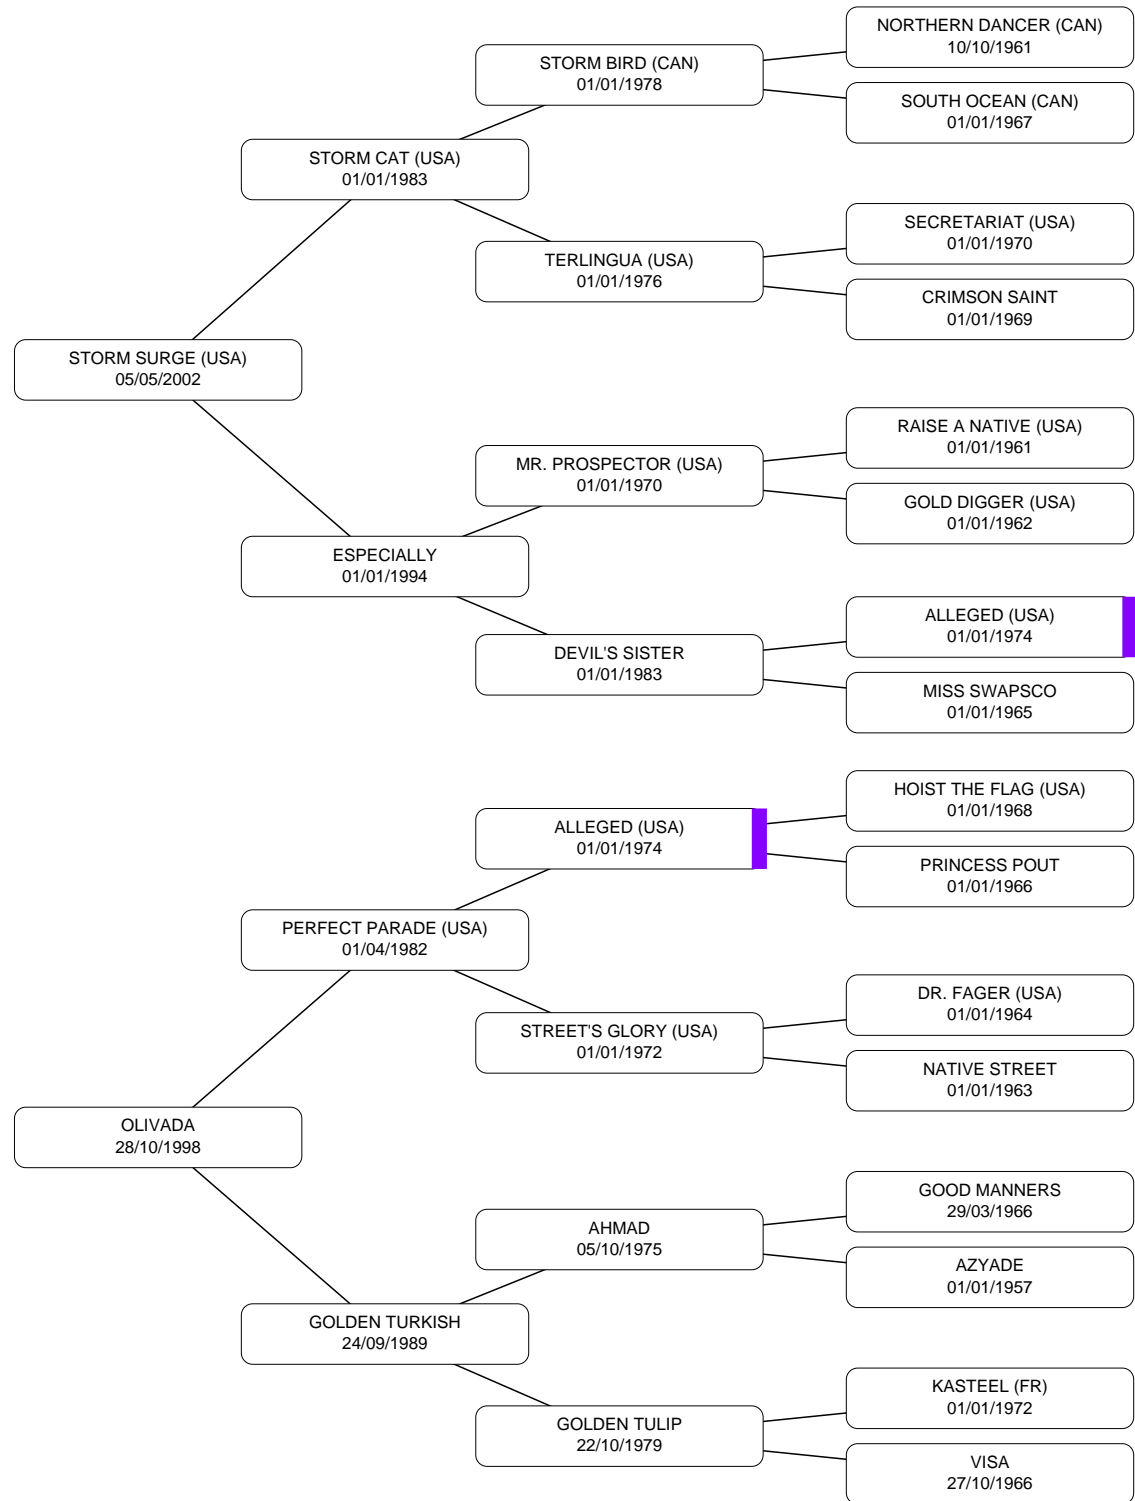 NORTHERN DANCER (CAN)
10/10/1961
STORM BIRD (CAN)
01/01/1978
SOUTH OCEAN (CAN)
01/01/1967
STORM CAT (USA)
01/01/1983
SECRETARIAT (USA)
01/01/1970
TERLINGUA (USA)
01/01/1976
CRIMSON SAINT
01/01/1969
STORM SURGE (USA)
05/05/2002
RAISE A NATIVE (USA)
01/01/1961
MR. PROSPECTOR (USA)
01/01/1970
GOLD DIGGER (USA)
01/01/1962
ESPECIALLY
01/01/1994
ALLEGED (USA)
01/01/1974
DEVIL'S SISTER
01/01/1983
MISS SWAPSCO
01/01/1965
HOIST THE FLAG (USA)
01/01/1968
ALLEGED (USA)
01/01/1974
PRINCESS POUT
01/01/1966
PERFECT PARADE (USA)
01/04/1982
DR. FAGER (USA)
01/01/1964
STREET'S GLORY (USA)
01/01/1972
NATIVE STREET
01/01/1963
OLIVADA
28/10/1998
GOOD MANNERS
29/03/1966
AHMAD
05/10/1975
AZYADE
01/01/1957
GOLDEN TURKISH
24/09/1989
KASTEEL (FR)
01/01/1972
GOLDEN TULIP
22/10/1979
VISA
27/10/1966